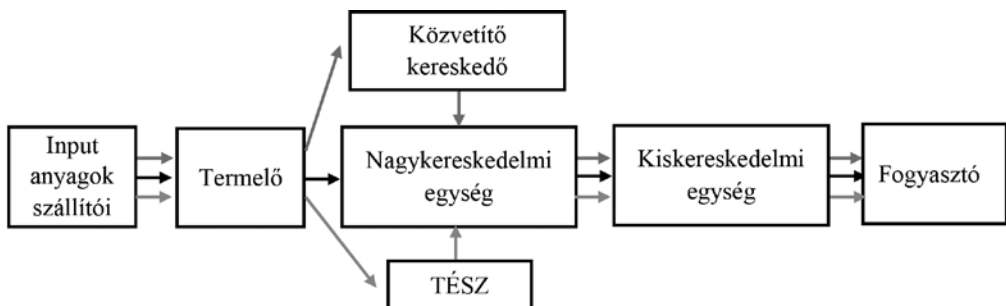 Közvetítő
kereskedő
Input
anyagok
szállítói
Termelő
Nagykereskedelmi
egység
Kiskereskedelmi
egység
Fogyasztó
TÉSZ